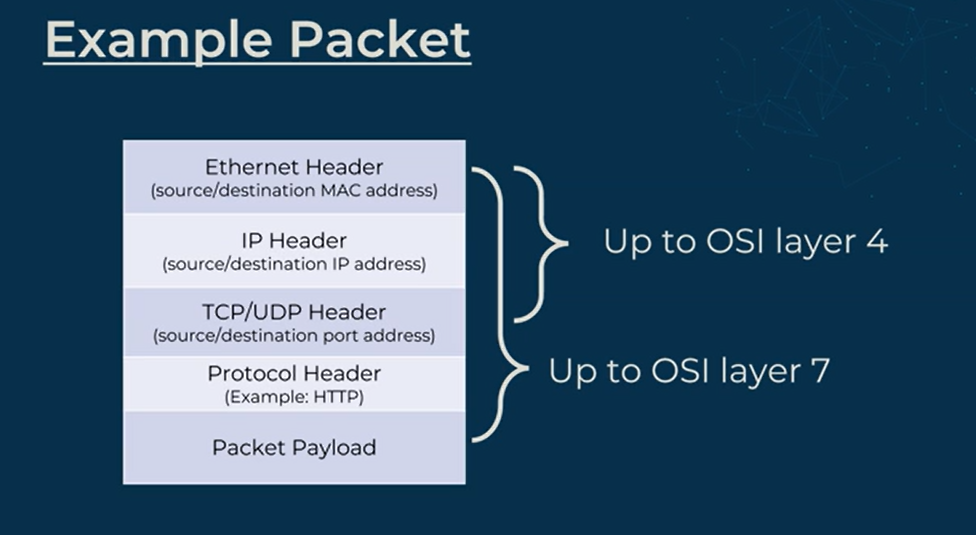 Example Packet
Ethernet Header
(source/destination MAC address)
IP Header
(source/destination IP address)
TCP/UDP Header
(source/destination port address)
Protocol Header
(Example: HTTP)
Packet Payload
Up to OSI layer 4
Up to OSI layer 7